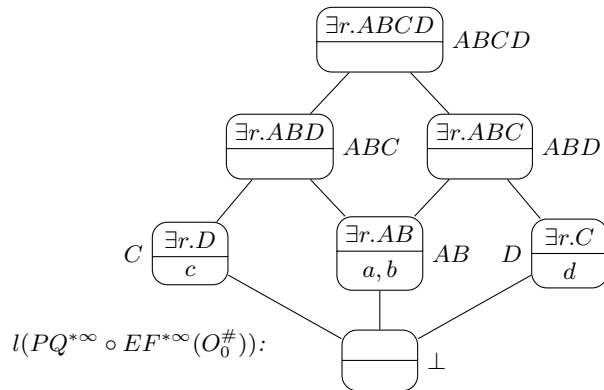 ∃r.ABCD ABCD
∃r.ABD ABC ∃r.ABC ABD
C ∃r.D c ∃r.AB a, b AB D ∃r.C d
l(PQ*∞ ∘ EF*∞(O₀^#)): ⊥